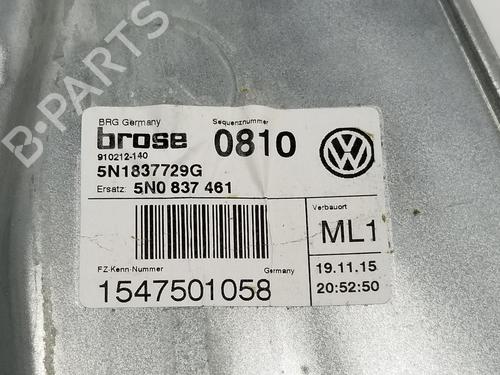 BRG Germany
brose
910212-140
Sequenznummer
0810
5N1837729G
Ersatz: 5N0 837 461
Verbauort
ML1
FZ-Kenn-Nummer
Germany
1547501058
19.11.15
20:52:50
B-PARTS
B-PARTS